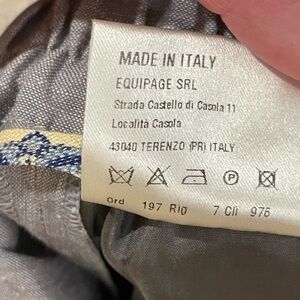 MADE IN ITALY
EQUIPAGE SRL
Strada Castello di Casola 11
Località Casola
43040 TERENZO (PR) ITALY
P
Ord 197 Rig 7 Cli 976